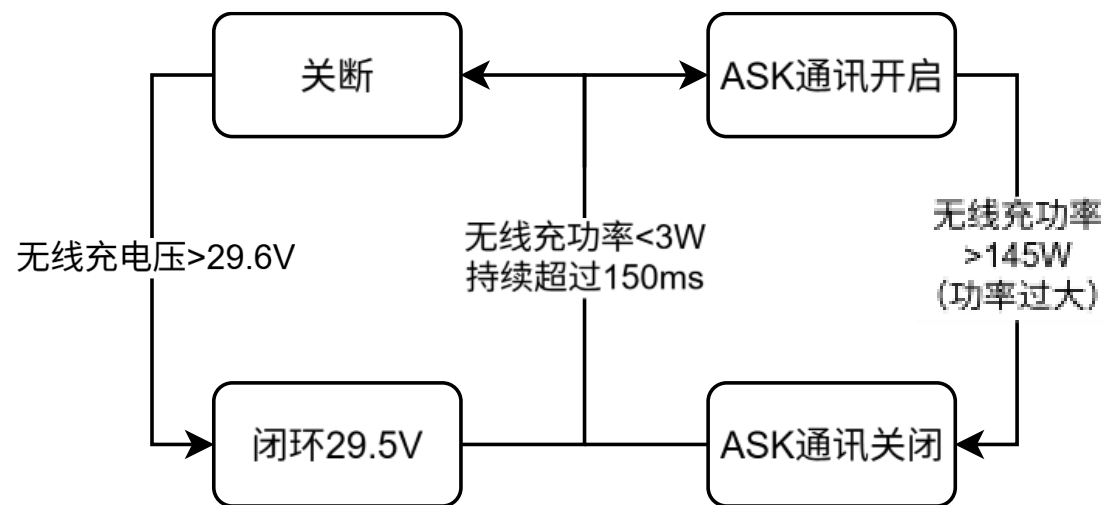 关断
ASK通讯开启
无线充电压>29.6V
无线充功率<3W
持续超过150ms
无线充功率
>145W
（功率过大）
闭环29.5V
ASK通讯关闭